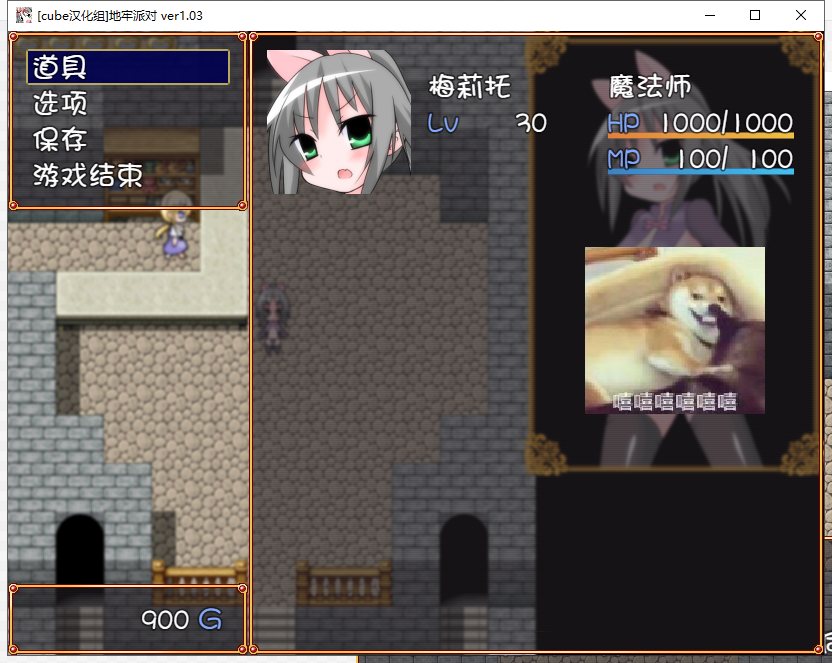 [cube汉化组]地牢派对 ver1.03
道具
选项
保存
游戏结束
梅莉托 魔法师
Lv 30 HP 1000/1000
MP 100/ 100
嘻嘻嘻嘻嘻嘻
900 G